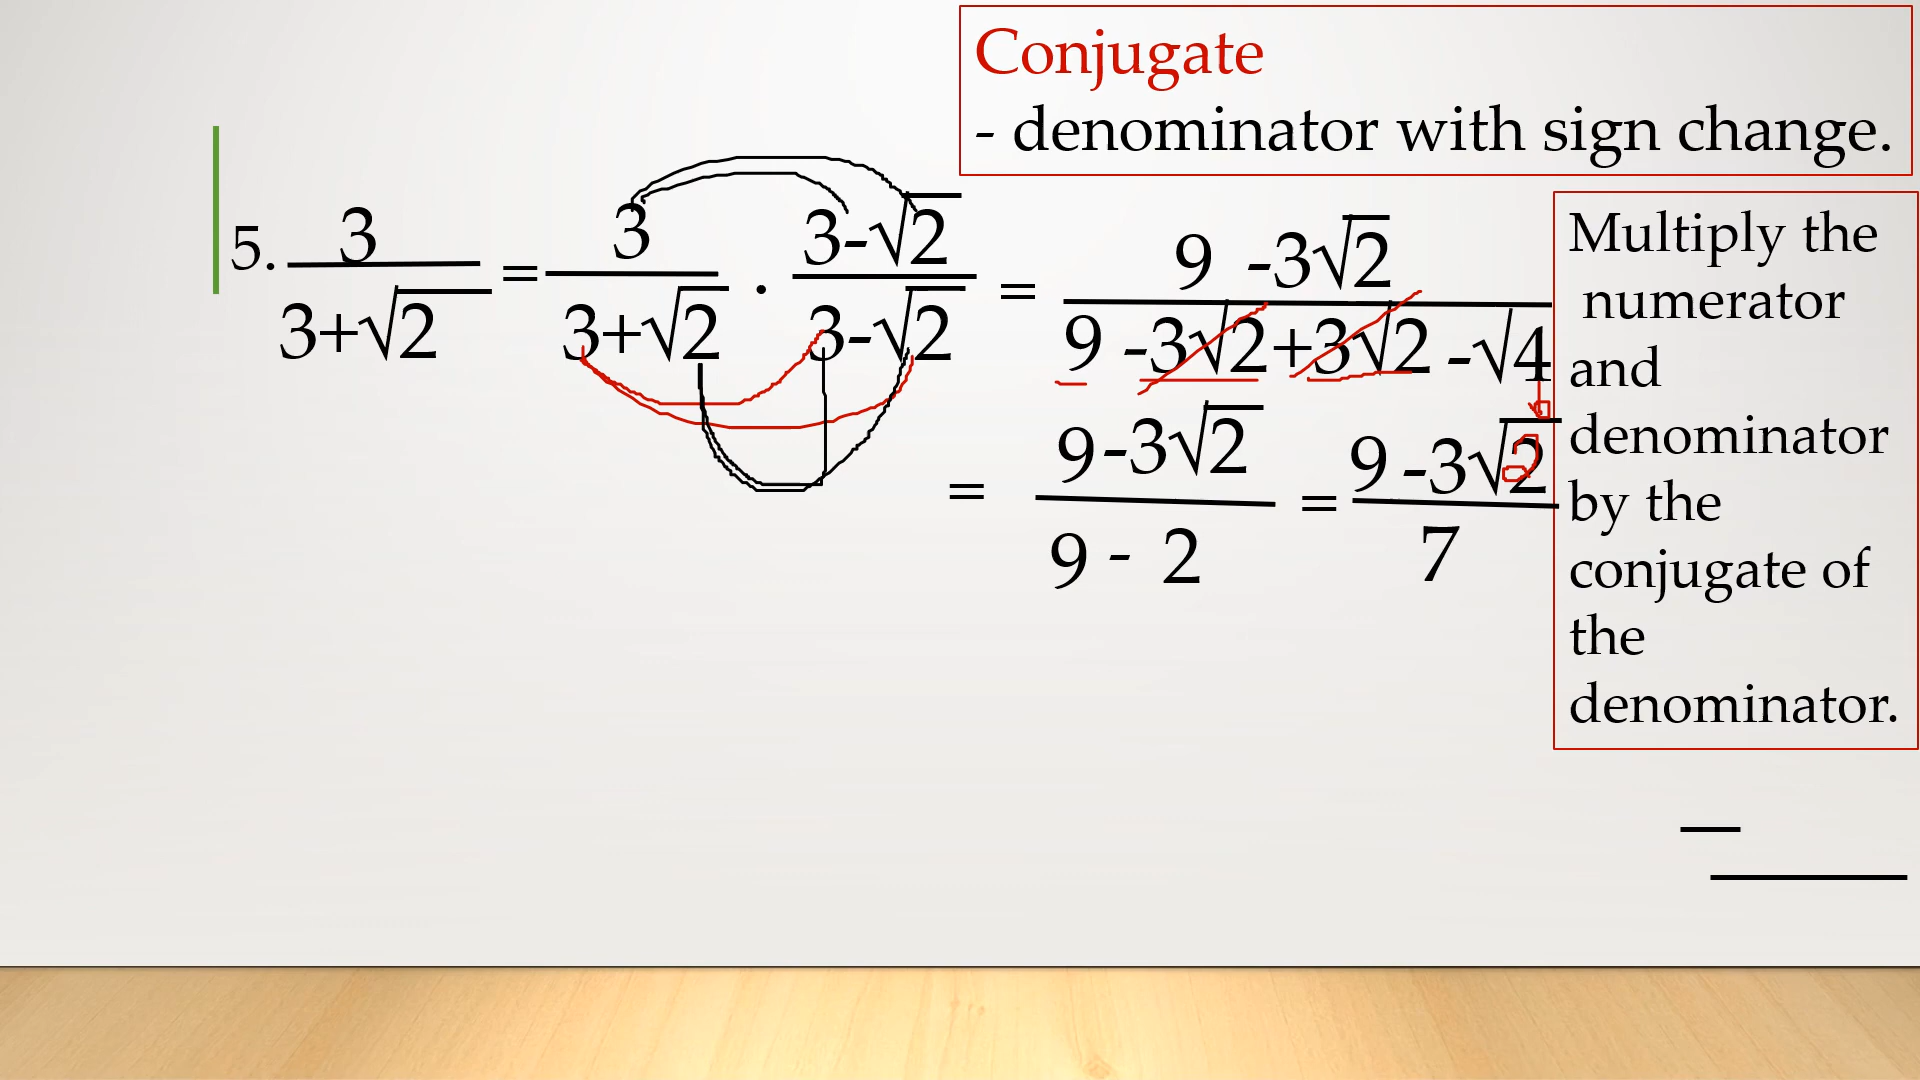 Conjugate
- denominator with sign change.
5. 3 / 3+√2 = 3 / 3+√2 . 3-√2 / 3-√2 = 9 -3√2 / 9 -3√2+3√2 -√4
= 9-3√2 / 9 - 2 = 9 -3√2 / 7
2
Multiply the
numerator
and
denominator
by the
conjugate of
the
denominator.